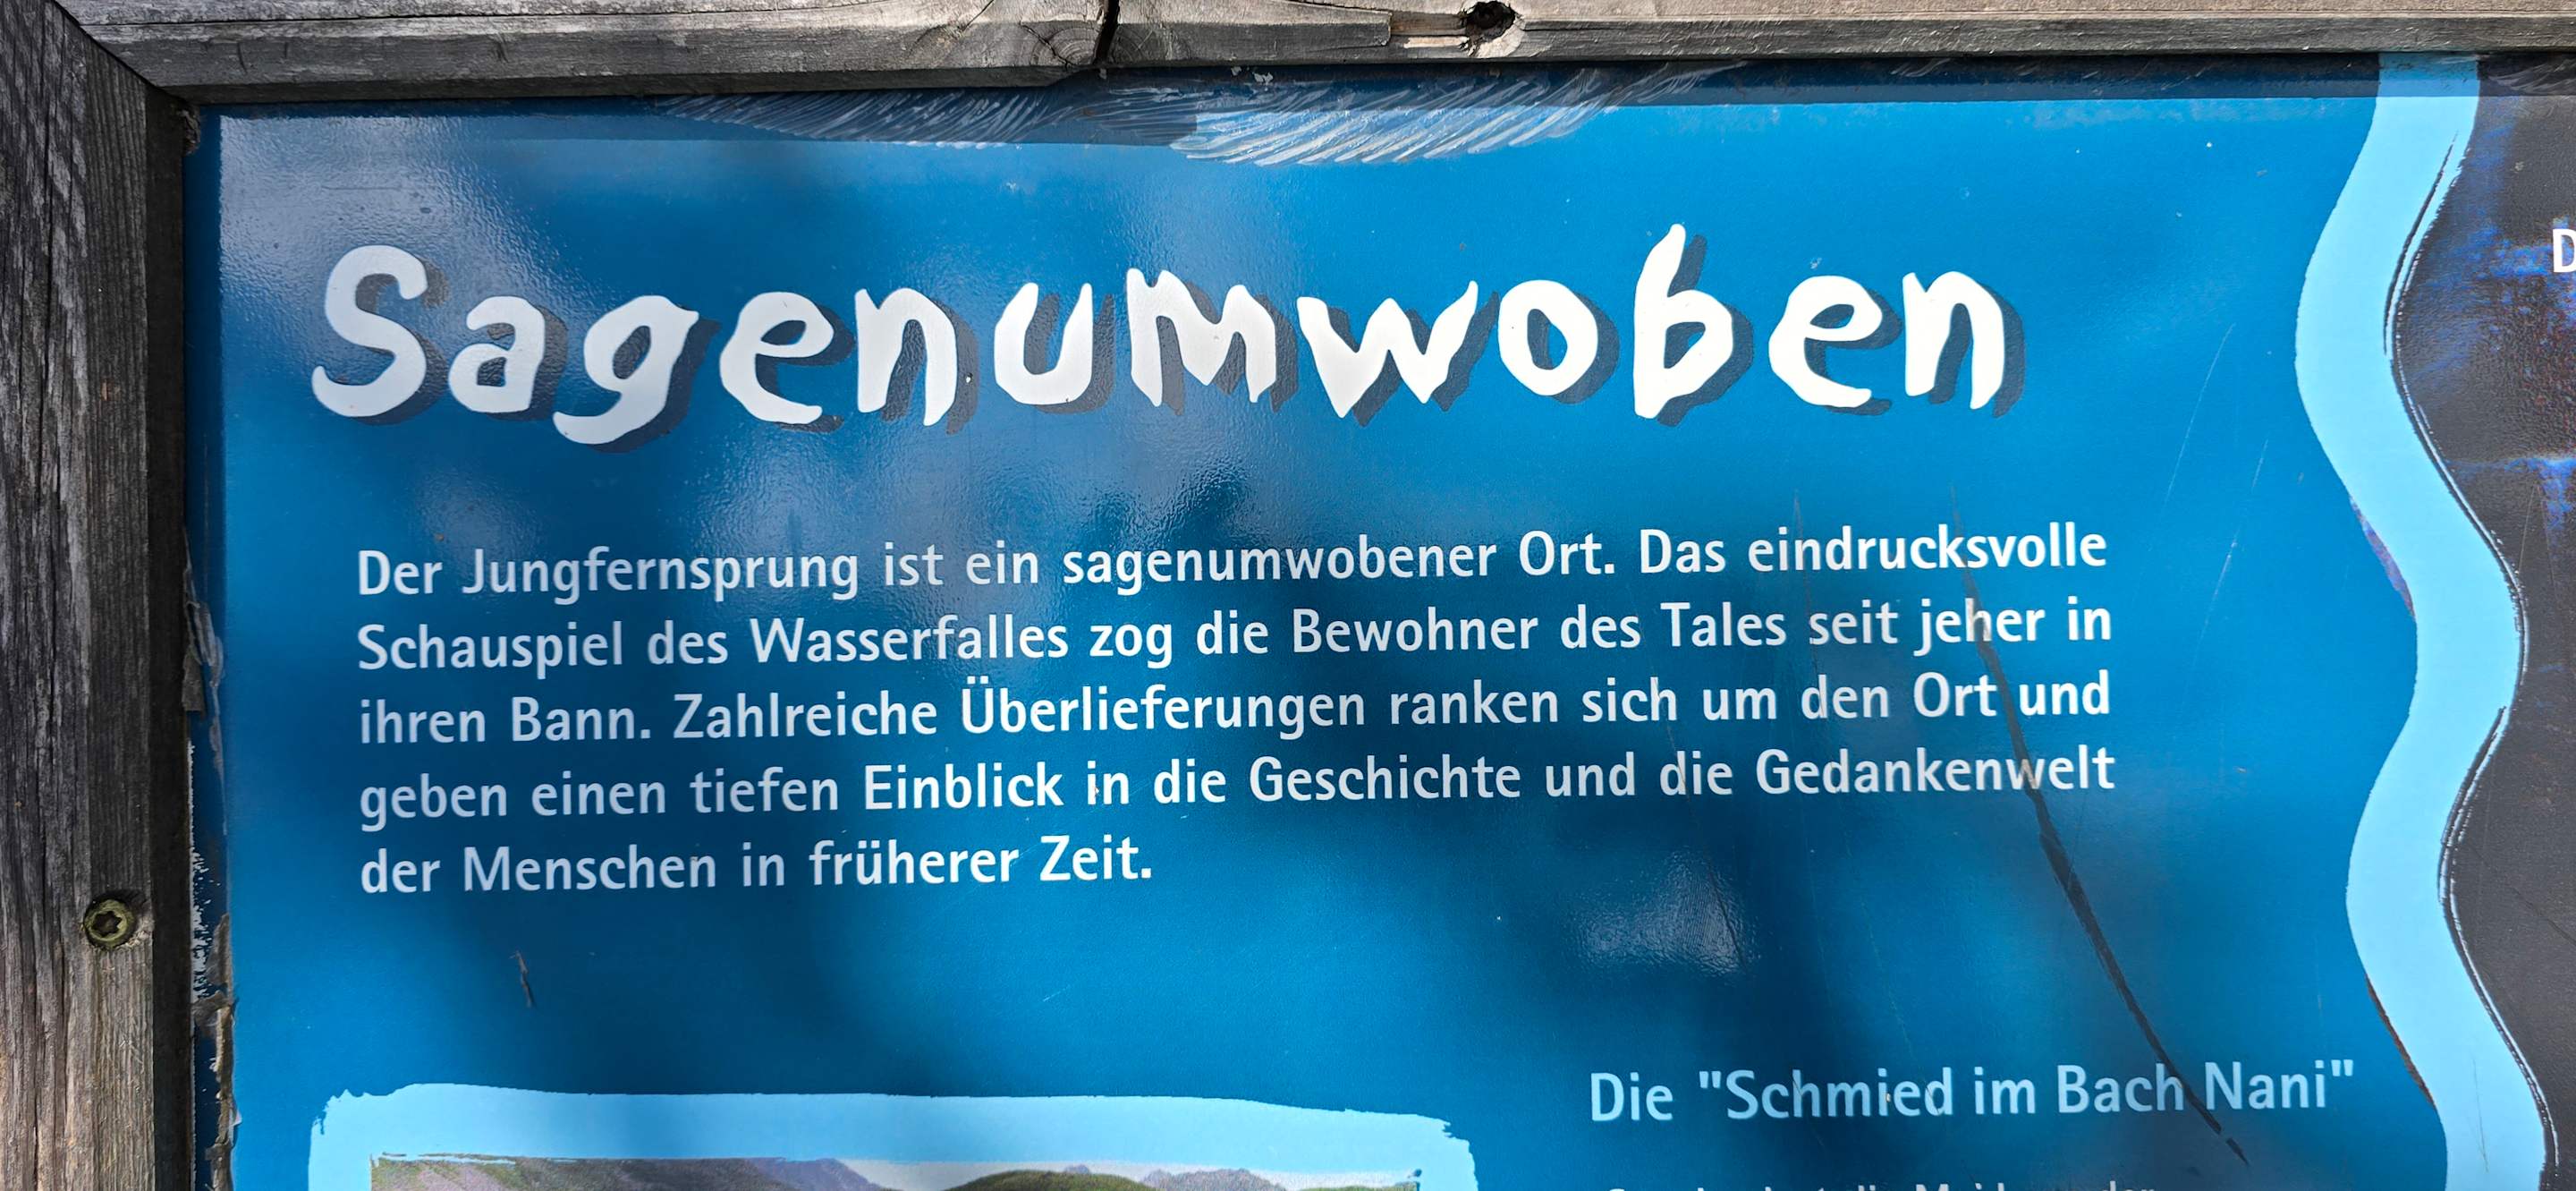 Sagenumwoben
Der Jungfernsprung ist ein sagenumwobener Ort. Das eindrucksvolle
Schauspiel des Wasserfalles zog die Bewohner des Tales seit jeher in
ihren Bann. Zahlreiche Überlieferungen ranken sich um den Ort und
geben einen tiefen Einblick in die Geschichte und die Gedankenwelt
der Menschen in früherer Zeit.
Die "Schmied im Bach Nani"